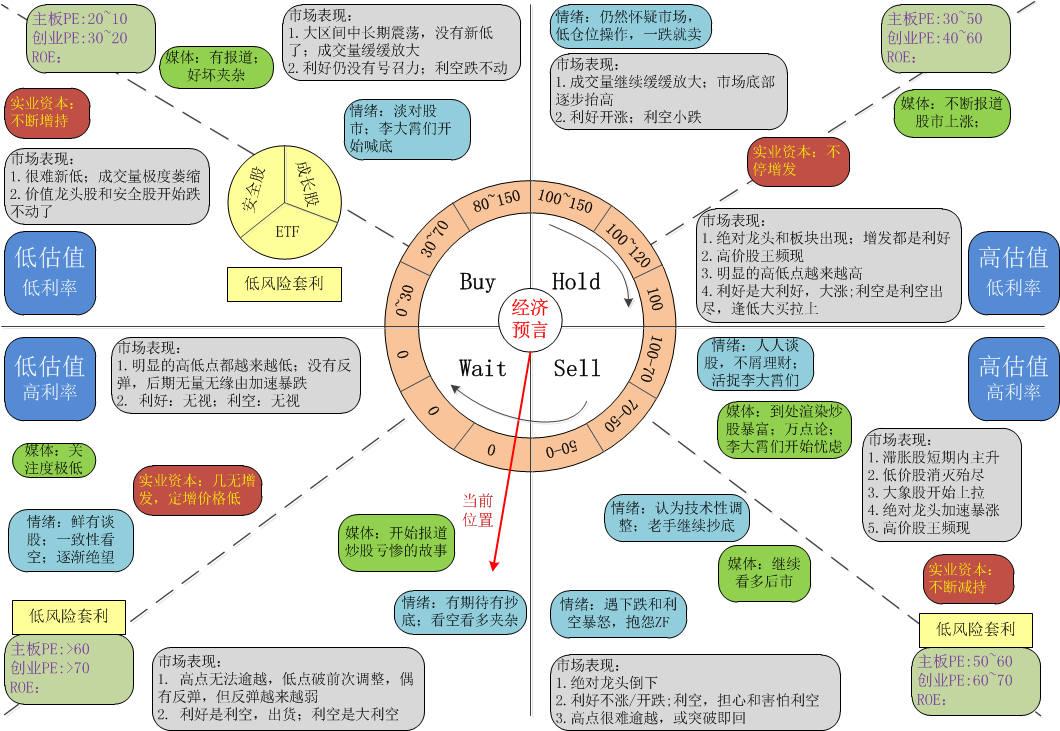 主板PE:20~10
创业PE:30~20
ROE:
媒体：有报道；
好坏夹杂
市场表现：
1. 大区间中长期震荡，没有新低
了；成交量缓缓放大
2. 利好仍没有号召力；利空跌不动
情绪：仍然怀疑市场，
低仓位操作，一跌就卖
主板PE:30~50
创业PE:40~60
ROE:
实业资本：
不断增持
情绪：淡对股
市；李大霄们开
始喊底
市场表现：
1. 成交量继续缓缓放大；市场底部
逐步抬高
2. 利好开涨；利空小跌
媒体：不断报道
股市上涨；
市场表现：
1. 很难新低；成交量极度萎缩
2. 价值龙头股和安全股开始跌
不动了
安全股
成长股
ETF
实业资本：不
停增发
低估值
低利率
低风险套利
市场表现：
1. 绝对龙头和板块出现；增发都是利好
2. 高价股王频现
3. 明显的高低点越来越高
4. 利好是大利好，大涨;利空是利空出
尽，逢低大买拉上
高估值
低利率
0~30
30~70
80~150
100~150
100~120
100
100-70
70-50
50-0
0
0
0
Buy
Hold
经济
预言
Wait
Sell
低估值
高利率
市场表现：
1. 明显的高低点都越来越低；没有反
弹，后期无量无缘由加速暴跌
2. 利好：无视；利空：无视
情绪：人人谈
股，不屑理财；
活捉李大霄们
高估值
高利率
媒体：关
注度极低
实业资本：几无增
发，定增价格低
媒体：到处渲染炒
股暴富；万点论；
李大霄们开始忧虑
市场表现：
1. 滞胀股短期内主升
2. 低价股消灭殆尽
3. 大象股开始上拉
4. 绝对龙头加速暴涨
5. 高价股王频现
当前
位置
情绪：鲜有谈
股；一致性看
空；逐渐绝望
媒体：开始报道
炒股亏惨的故事
情绪：认为技术性调
整；老手继续抄底
媒体：继续
看多后市
实业资本：
不断减持
低风险套利
主板PE:>60
创业PE:>70
ROE:
情绪：有期待有抄
底；看空看多夹杂
情绪：遇下跌和利
空暴怒，抱怨ZF
低风险套利
主板PE:50~60
创业PE:60~70
ROE:
市场表现：
1. 高点无法逾越，低点破前次调整，偶
有反弹，但反弹越来越弱
2. 利好是利空，出货；利空是大利空
市场表现：
1. 绝对龙头倒下
2. 利好不涨/开跌;利空，担心和害怕利空
3. 高点很难逾越，或突破即回